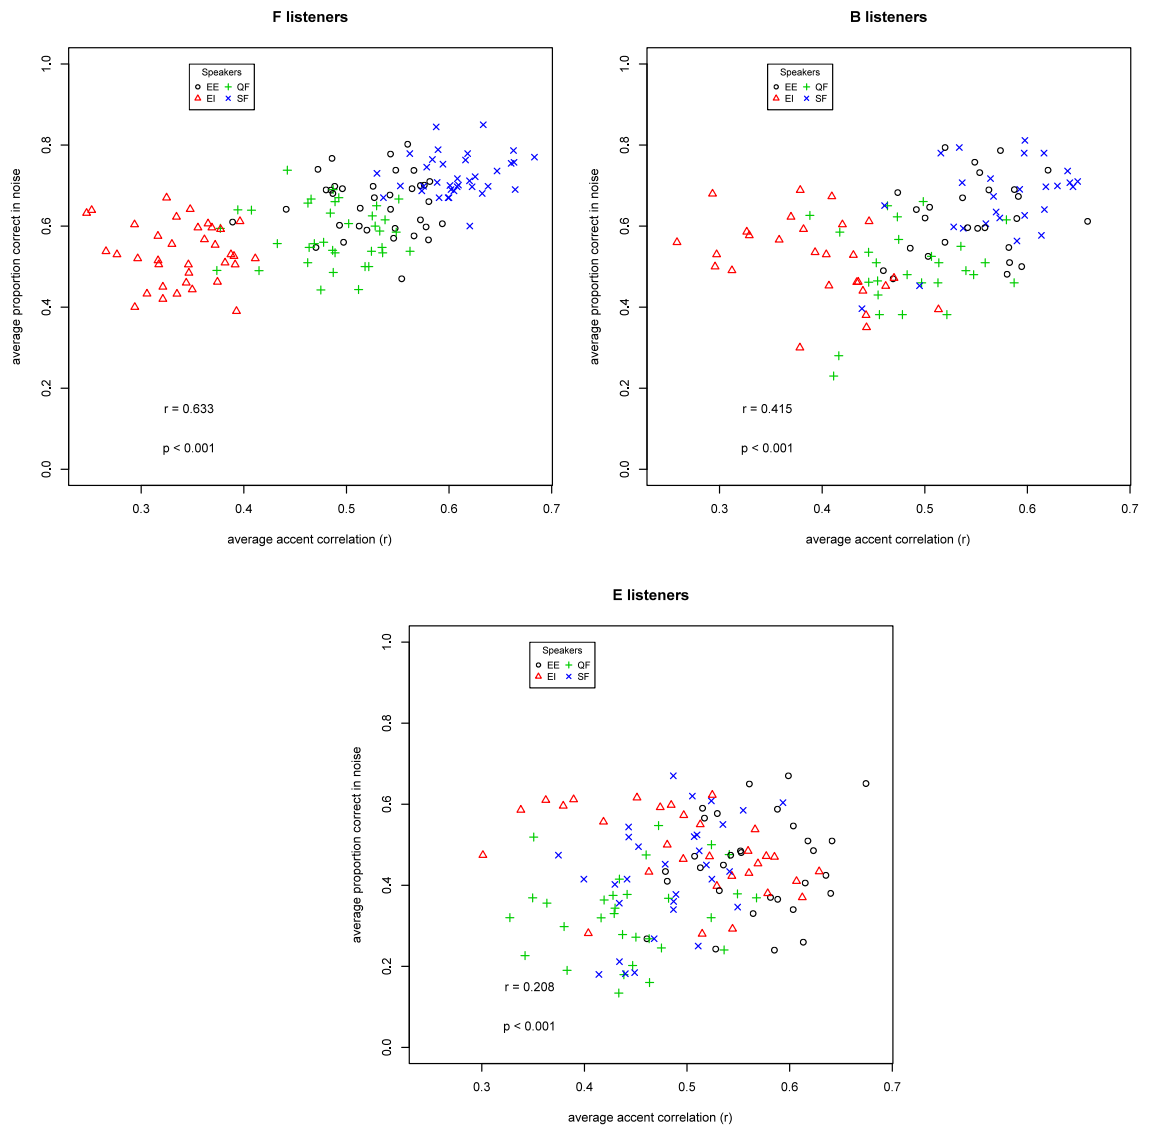 F listeners
average proportion correct in noise
1.0
0.8
0.6
0.4
0.2
0.0
Speakers
EE QF
EI SF
r = 0.633
p < 0.001
0.3 0.4 0.5 0.6 0.7
average accent correlation (r)
B listeners
average proportion correct in noise
1.0
0.8
0.6
0.4
0.2
0.0
Speakers
EE QF
EI SF
r = 0.415
p < 0.001
0.3 0.4 0.5 0.6 0.7
average accent correlation (r)
E listeners
average proportion correct in noise
1.0
0.8
0.6
0.4
0.2
0.0
Speakers
EE QF
EI SF
r = 0.208
p < 0.001
0.3 0.4 0.5 0.6 0.7
average accent correlation (r)